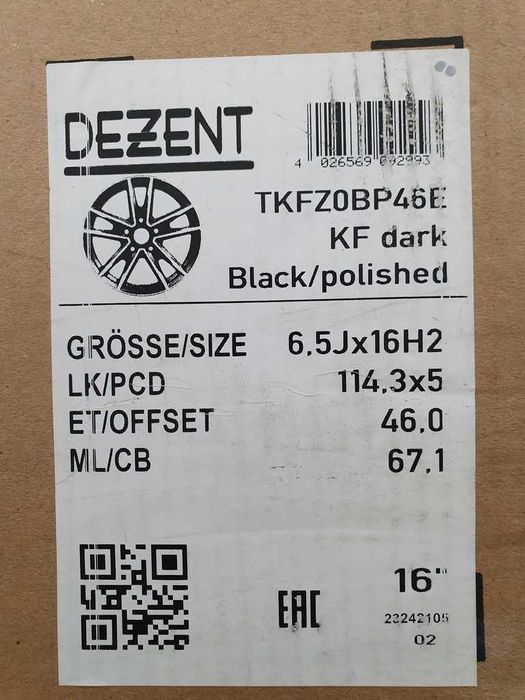 DEZENT
4 026569 092993
TKFZ0BP46E
KF dark
Black/polished
GRÖSSE/SIZE 6,5Jx16H2
LK/PCD 114,3x5
ET/OFFSET 46,0
ML/CB 67,1
EAC
16"
23242105
02